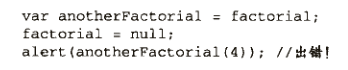 var anotherFactorial = factorial;
factorial = null;
alert(anotherFactorial(4)); //出错!